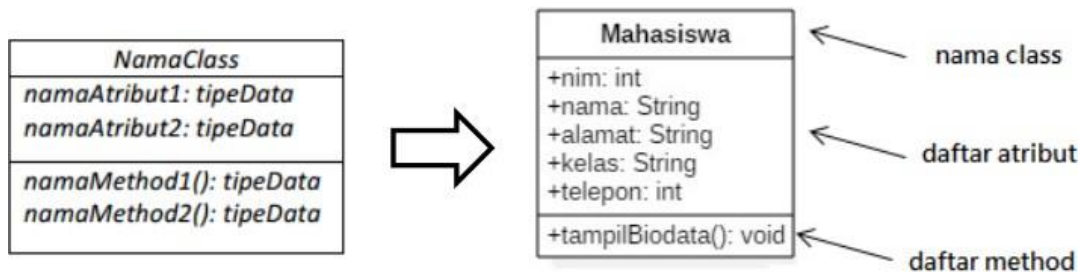 NamaClass
namaAtribut1: tipeData
namaAtribut2: tipeData
namaMethod1(): tipeData
namaMethod2(): tipeData
Mahasiswa
+nim: int
+nama: String
+alamat: String
+kelas: String
+telepon: int
+tampilBiodata(): void
nama class
daftar atribut
daftar method